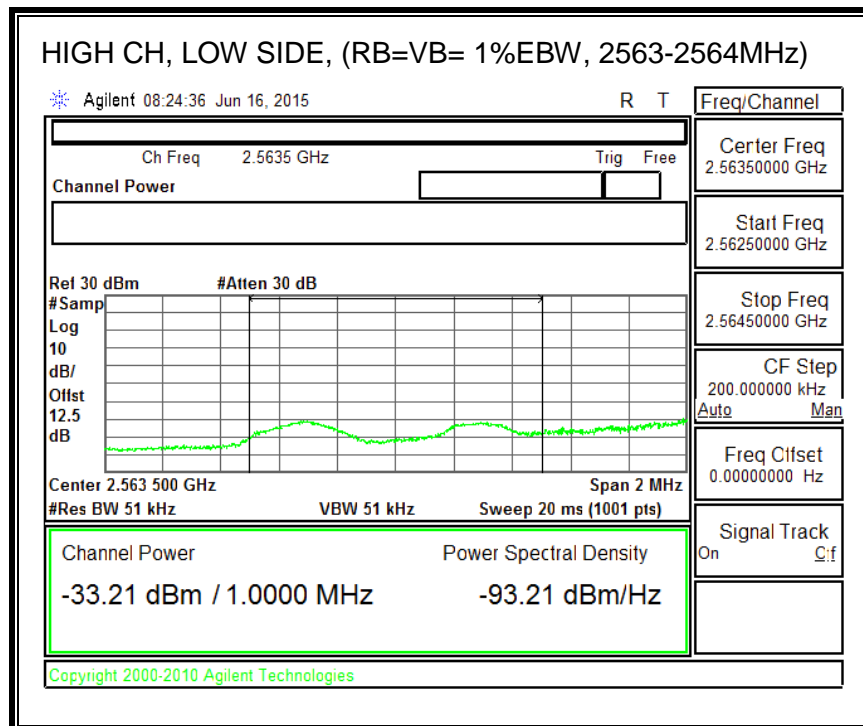 HIGH CH, LOW SIDE, (RB=VB= 1%EBW, 2563-2564MHz)
Agilent 08:24:36 Jun 16, 2015 R T
Freq/Channel
Ch Freq 2.5635 GHz Trig Free
Channel Power
Center Freq
2.56350000 GHz
Start Freq
2.56250000 GHz
Stop Freq
2.56450000 GHz
CF Step
200.000000 kHz
Auto Man
Freq Offset
0.00000000 Hz
Signal Track
On Off
Ref 30 dBm #Atten 30 dB
#Samp
Log
10
dB/
Offst
12.5
dB
Center 2.563 500 GHz Span 2 MHz
#Res BW 51 kHz VBW 51 kHz Sweep 20 ms (1001 pts)
Channel Power Power Spectral Density
-33.21 dBm / 1.0000 MHz -93.21 dBm/Hz
Copyright 2000-2010 Agilent Technologies